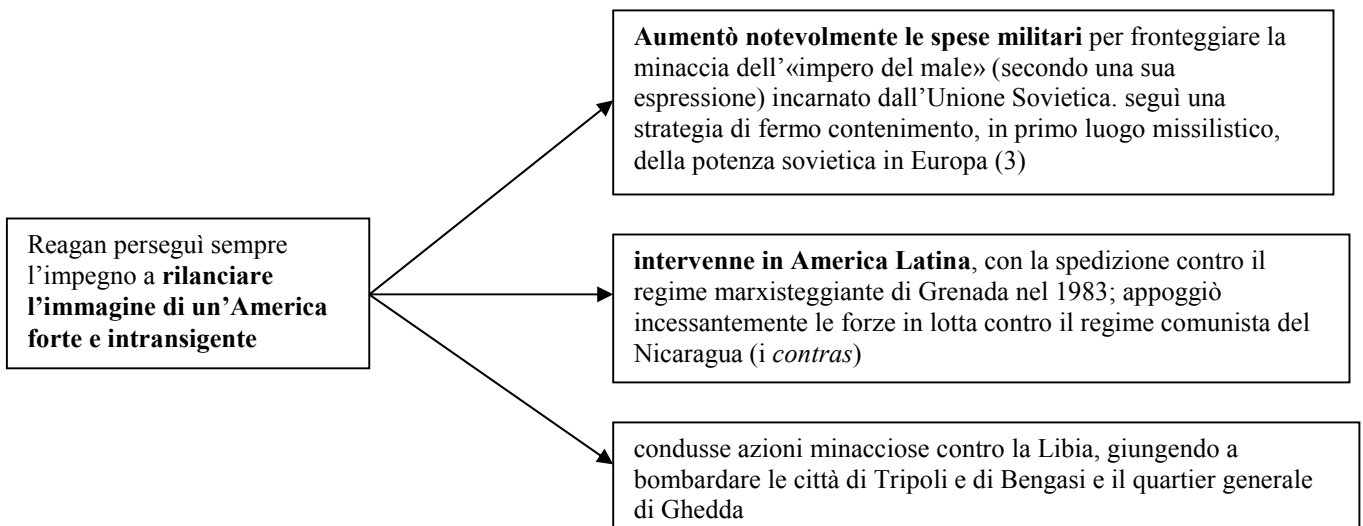 Reagan perseguì sempre
l'impegno a rilanciare
l'immagine di un'America
forte e intransigente
Aumentò notevolmente le spese militari per fronteggiare la
minaccia dell'«impero del male» (secondo una sua
espressione) incarnato dall'Unione Sovietica. seguì una
strategia di fermo contenimento, in primo luogo missilistico,
della potenza sovietica in Europa (3)
intervenne in America Latina, con la spedizione contro il
regime marxisteggiante di Grenada nel 1983; appoggiò
incessantemente le forze in lotta contro il regime comunista del
Nicaragua (i contras)
condusse azioni minacciose contro la Libia, giungendo a
bombardare le città di Tripoli e di Bengasi e il quartier generale
di Ghedda